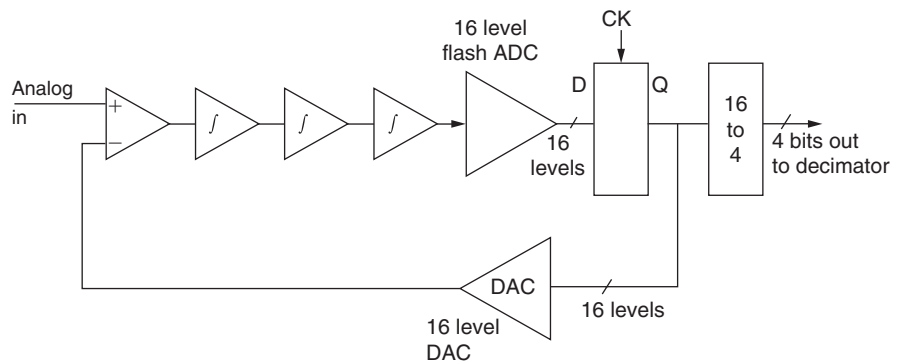 16 level
flash ADC
CK
Analog
in
+
−
∫
∫
∫
D
Q
16
levels
16
to
4
4 bits out
to decimator
DAC
16 levels
16 level
DAC